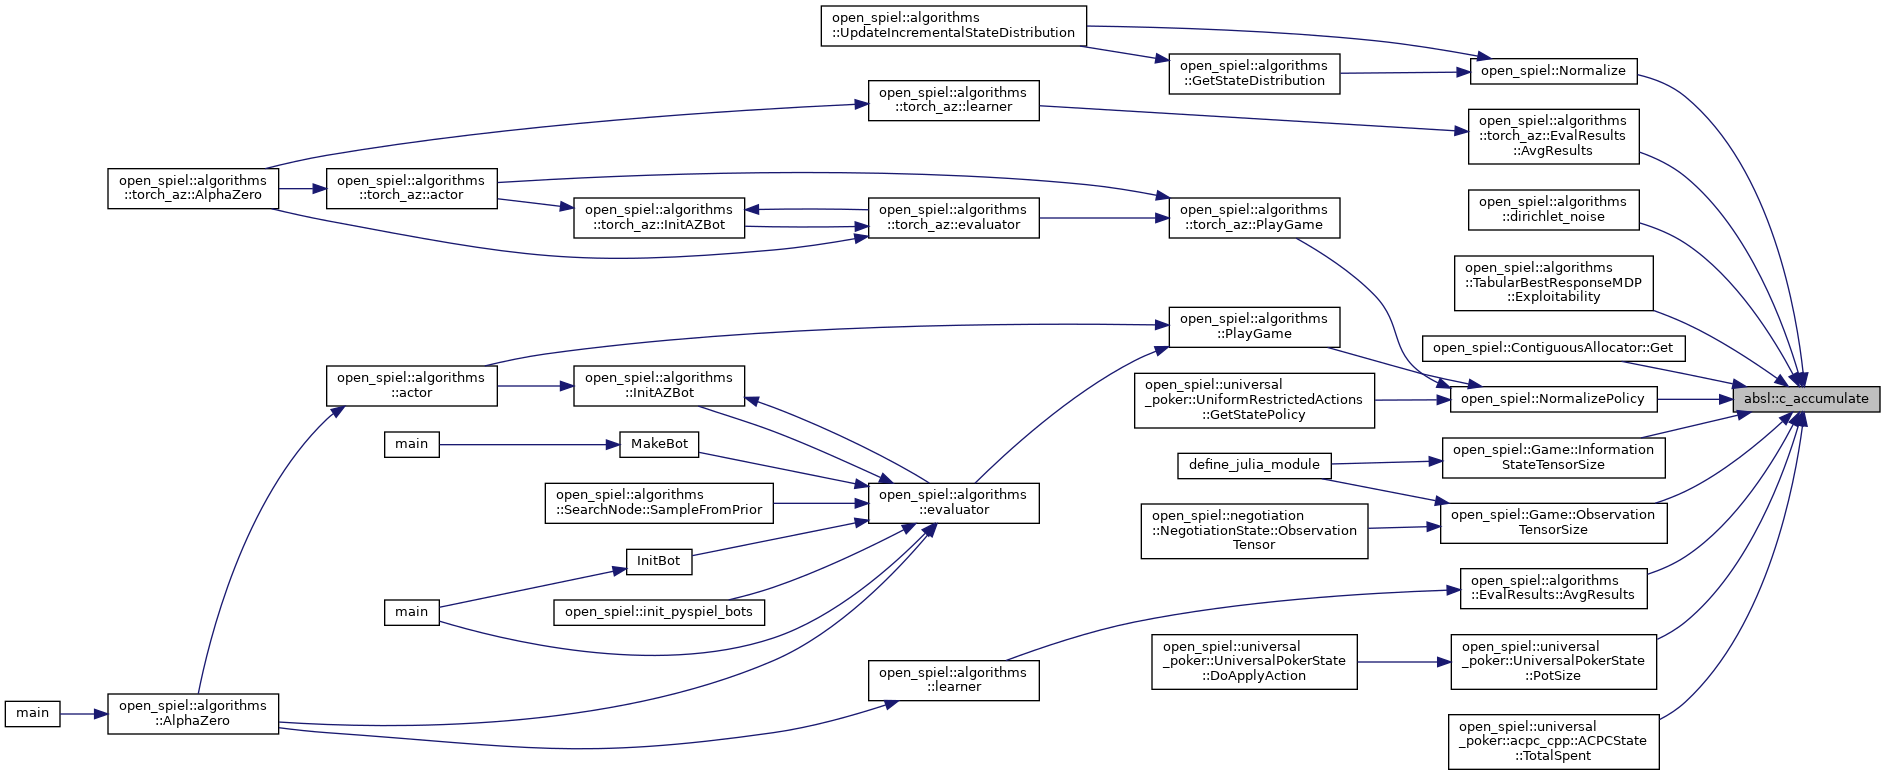 open_spiel::algorithms
::UpdateIncrementalStateDistribution
open_spiel::algorithms
::GetStateDistribution
open_spiel::Normalize
open_spiel::algorithms
::torch_az::learner
open_spiel::algorithms
::torch_az::EvalResults
::AvgResults
open_spiel::algorithms
::torch_az::AlphaZero
open_spiel::algorithms
::torch_az::actor
open_spiel::algorithms
::torch_az::InitAZBot
open_spiel::algorithms
::torch_az::evaluator
open_spiel::algorithms
::torch_az::PlayGame
open_spiel::algorithms
::dirichlet_noise
open_spiel::algorithms
::TabularBestResponseMDP
::Exploitability
open_spiel::algorithms
::PlayGame
open_spiel::ContiguousAllocator::Get
open_spiel::algorithms
::actor
open_spiel::algorithms
::InitAZBot
open_spiel::universal
_poker::UniformRestrictedActions
::GetStatePolicy
open_spiel::NormalizePolicy
absl::c_accumulate
main
MakeBot
define_julia_module
open_spiel::Game::Information
StateTensorSize
open_spiel::algorithms
::SearchNode::SampleFromPrior
open_spiel::algorithms
::evaluator
open_spiel::negotiation
::NegotiationState::Observation
Tensor
open_spiel::Game::Observation
TensorSize
InitBot
main
open_spiel::init_pyspiel_bots
open_spiel::algorithms
::EvalResults::AvgResults
open_spiel::algorithms
::learner
open_spiel::universal
_poker::UniversalPokerState
::DoApplyAction
open_spiel::universal
_poker::UniversalPokerState
::PotSize
main
open_spiel::algorithms
::AlphaZero
open_spiel::universal
_poker::acpc_cpp::ACPCState
::TotalSpent